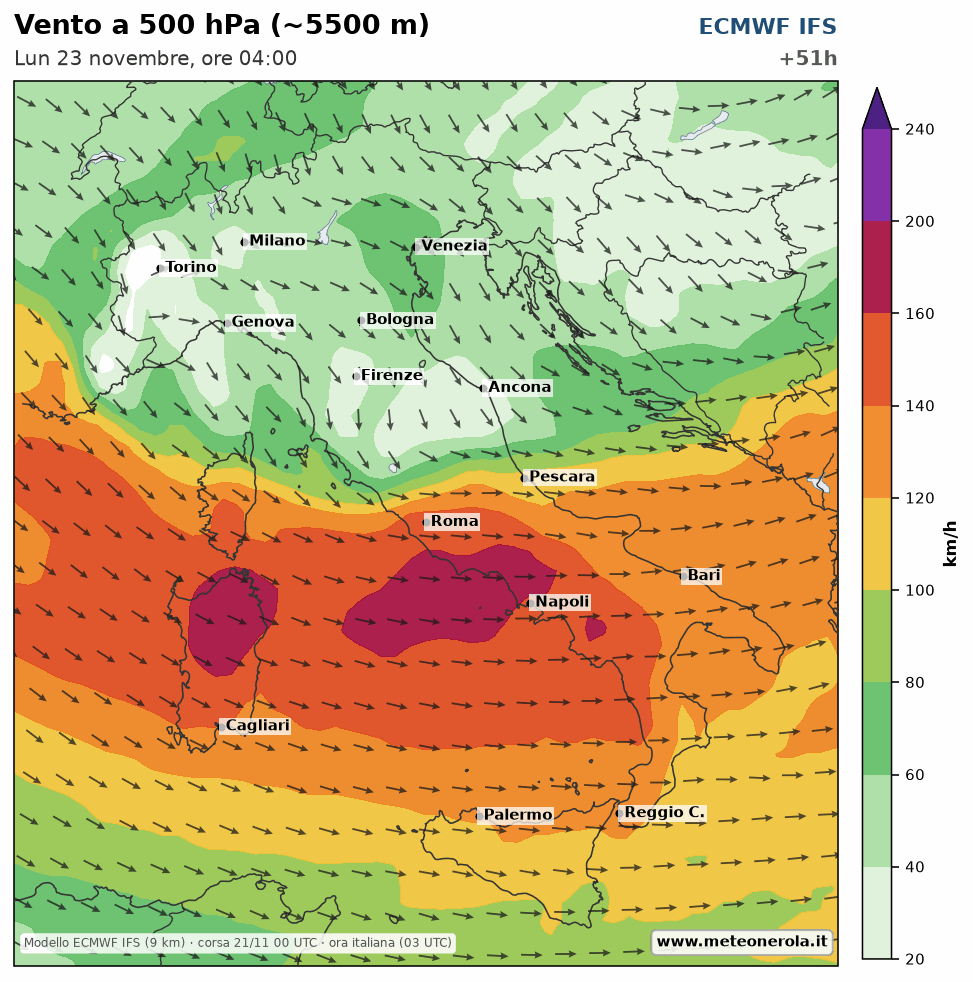 Vento a 500 hPa (~5500 m)
ECMWF IFS
Lun 23 novembre, ore 04:00
+51h
Milano
Venezia
Torino
Genova
Bologna
Firenze
Ancona
Pescara
Roma
Bari
Napoli
Cagliari
Palermo
Reggio C.
240
200
160
140
120
100
80
60
40
20
km/h
Modello ECMWF IFS (9 km) · corsa 21/11 00 UTC · ora italiana (03 UTC)
www.meteonerola.it